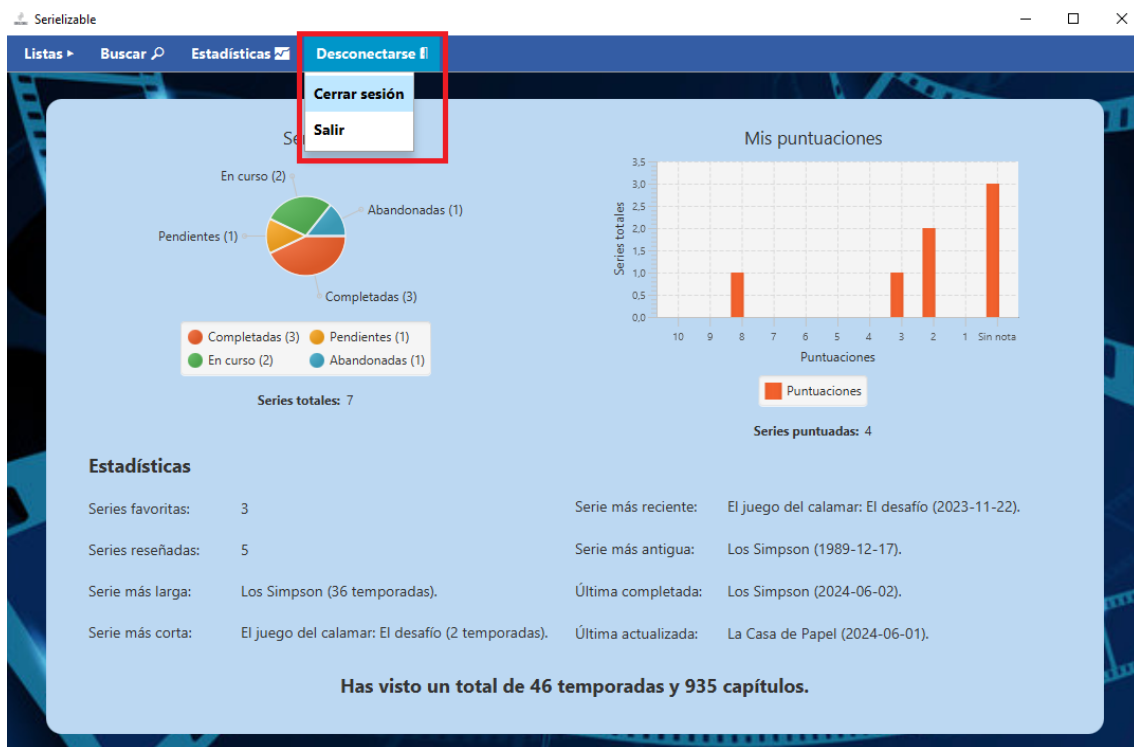 Serielizable
Listas
Buscar
Estadísticas
Desconectarse
Cerrar sesión
Salir
Se
En curso (2)
Abandonadas (1)
Pendientes (1)
Completadas (3)
Completadas (3) Pendientes (1)
En curso (2) Abandonadas (1)
Series totales: 7
Mis puntuaciones
Series totales
3,5
3,0
2,5
2,0
1,5
1,0
0,5
0,0
10 9 8 7 6 5 4 3 2 1 Sin nota
Puntuaciones
Puntuaciones
Series puntuadas: 4
Estadísticas
Series favoritas: 3
Series reseñadas: 5
Serie más larga: Los Simpson (36 temporadas).
Serie más corta: El juego del calamar: El desafío (2 temporadas).
Serie más reciente: El juego del calamar: El desafío (2023-11-22).
Serie más antigua: Los Simpson (1989-12-17).
Última completada: Los Simpson (2024-06-02).
Última actualizada: La Casa de Papel (2024-06-01).
Has visto un total de 46 temporadas y 935 capítulos.